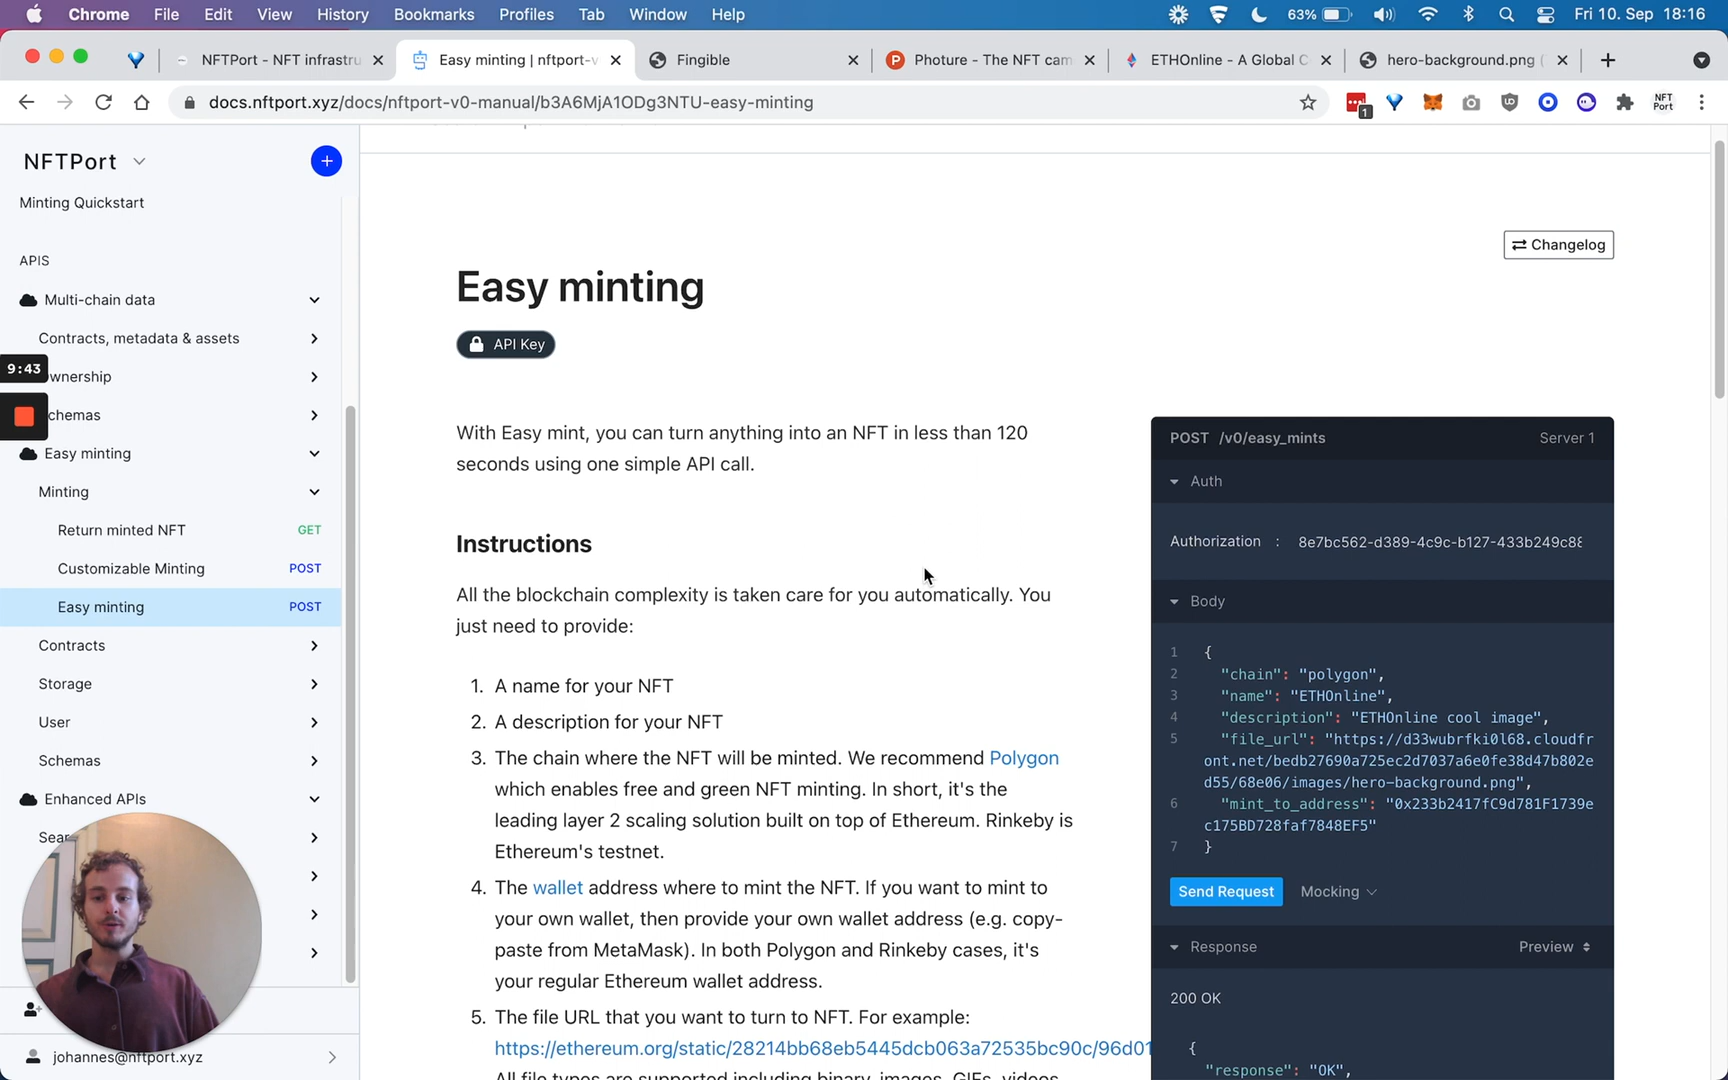 Chrome File Edit View History Bookmarks Profiles Tab Window Help 63% Fri 10. Sep 18:16
NFTPort - NFT infrastru Easy minting | nftport-v Fingible Photure - The NFT cam ETHOnline - A Global C hero-background.png (
docs.nftport.xyz/docs/nftport-v0-manual/b3A6MjA1ODg3NTU-easy-minting 1 NFT Port
NFTPort
Minting Quickstart
APIS
Multi-chain data
Contracts, metadata & assets
9:43
wnership
chemas
Easy minting
Minting
Return minted NFT GET
Customizable Minting POST
Easy minting POST
Contracts
Storage
User
Schemas
Enhanced APIs
Sear
johannes@nftport.xyz
Changelog
Easy minting
API Key
With Easy mint, you can turn anything into an NFT in less than 120
seconds using one simple API call.
Instructions
All the blockchain complexity is taken care for you automatically. You
just need to provide:
1. A name for your NFT
2. A description for your NFT
3. The chain where the NFT will be minted. We recommend Polygon
which enables free and green NFT minting. In short, it's the
leading layer 2 scaling solution built on top of Ethereum. Rinkeby is
Ethereum's testnet.
4. The wallet address where to mint the NFT. If you want to mint to
your own wallet, then provide your own wallet address (e.g. copy-
paste from MetaMask). In both Polygon and Rinkeby cases, it's
your regular Ethereum wallet address.
5. The file URL that you want to turn to NFT. For example:
https://ethereum.org/static/28214bb68eb5445dcb063a72535bc90c/96d01
All file types are supported including binary, images, GIFs, videos
POST /v0/easy_mints Server 1
Auth
Authorization : 8e7bc562-d389-4c9c-b127-433b249c88
Body
1 {
2 "chain": "polygon",
3 "name": "ETHOnline",
4 "description": "ETHOnline cool image",
5 "file_url": "https://d33wubrfki0l68.cloudfr
ont.net/bedb27690a725ec2d7037a6e0fe38d47b802e
d55/68e06/images/hero-background.png",
6 "mint_to_address": "0x233b2417fC9d781F1739e
c175BD728faf7848EF5"
7 }
Send Request Mocking
Response Preview
200 OK
{
"response": "OK",